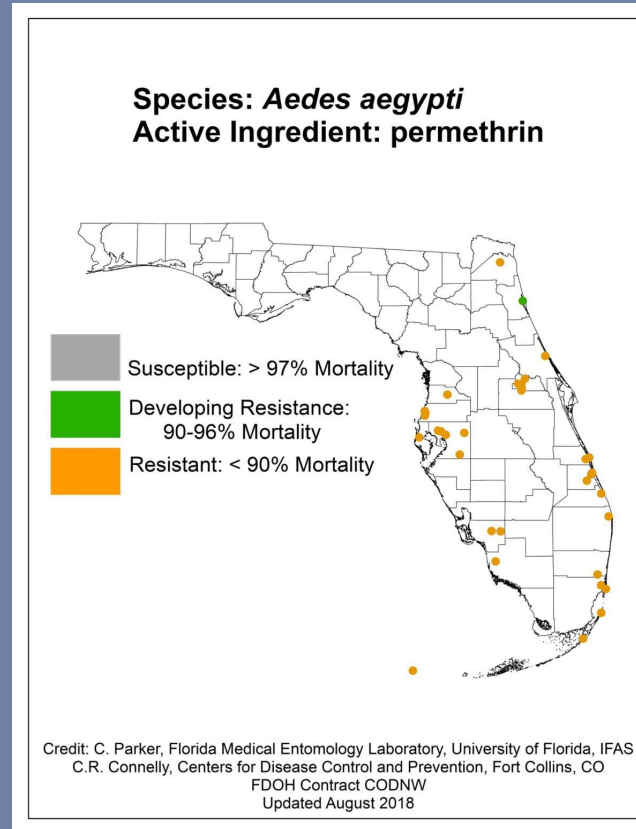 Species: Aedes aegypti
Active Ingredient: permethrin
Susceptible: > 97% Mortality
Developing Resistance:
90-96% Mortality
Resistant: < 90% Mortality
Credit: C. Parker, Florida Medical Entomology Laboratory, University of Florida, IFAS
C.R. Connelly, Centers for Disease Control and Prevention, Fort Collins, CO
FDOH Contract CODNW
Updated August 2018